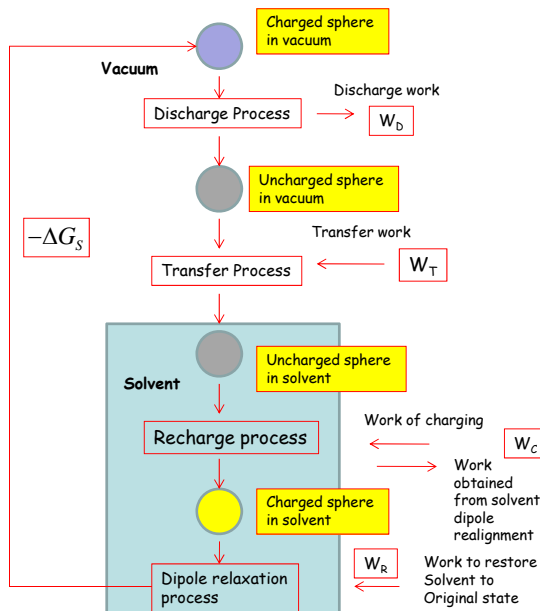 Charged sphere
in vacuum
Vacuum
Discharge work
Discharge Process
W_D
Uncharged sphere
in vacuum
−ΔG_S
Transfer work
Transfer Process
W_T
Uncharged sphere
in solvent
Solvent
Work of charging
Recharge process
W_C
Work
obtained
from solvent
dipole
realignment
Charged sphere
in solvent
W_R
Work to restore
Solvent to
Original state
Dipole relaxation
process